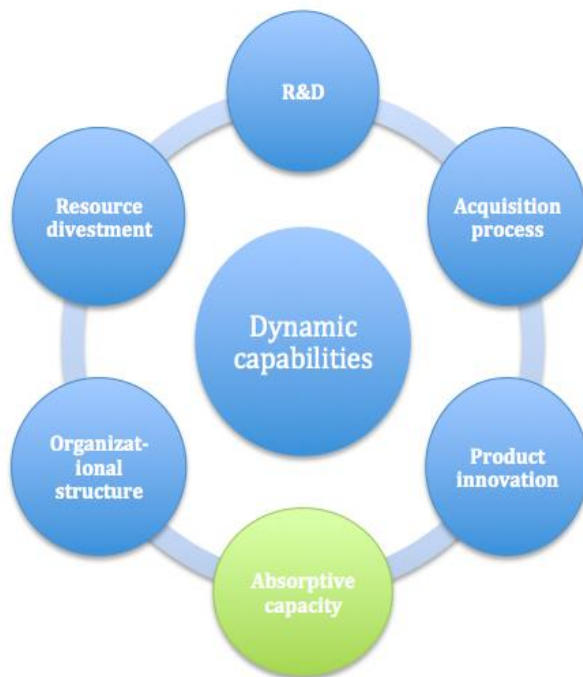 R&D
Resource
divestment
Acquisition
process
Dynamic
capabilities
Organizat-
ional
structure
Product
innovation
Absorptive
capacity